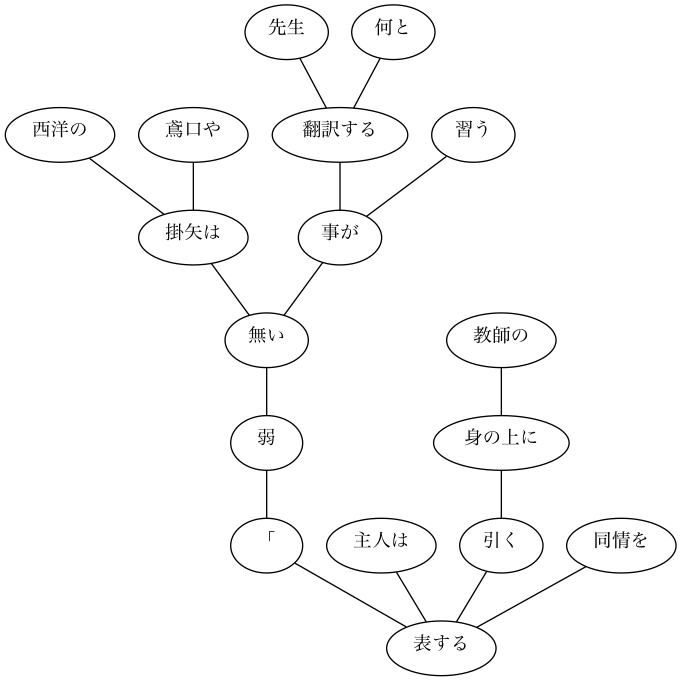 先生 何と
西洋の 鳶口や 翻訳する 習う
掛矢は 事が
無い 教師の
弱 身の上に
「 主人は 引く 同情を
表する